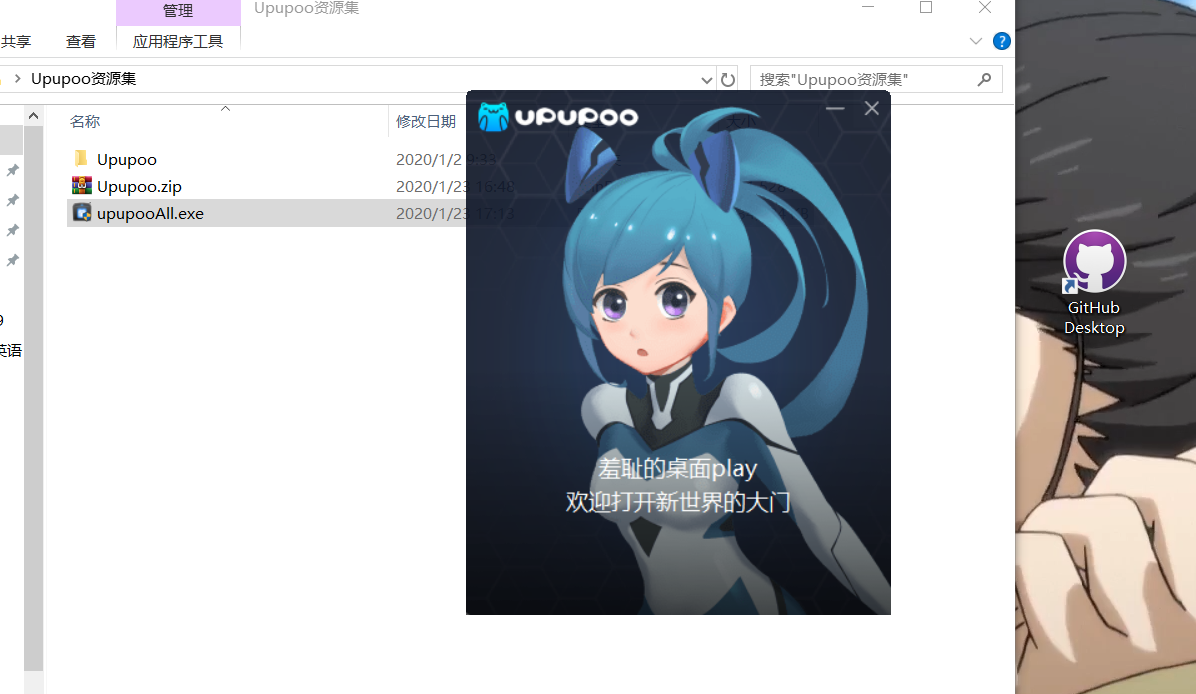 管理
Upupoo资源集
共享
查看
应用程序工具
Upupoo资源集
搜索"Upupoo资源集"
名称
修改日期
大小
Upupoo
2020/1/2 9:33
Upupoo.zip
2020/1/23 16:48
upupooAll.exe
2020/1/23 17:13
英语
UPUPOO
羞耻的桌面play
欢迎打开新世界的大门
GitHub
Desktop